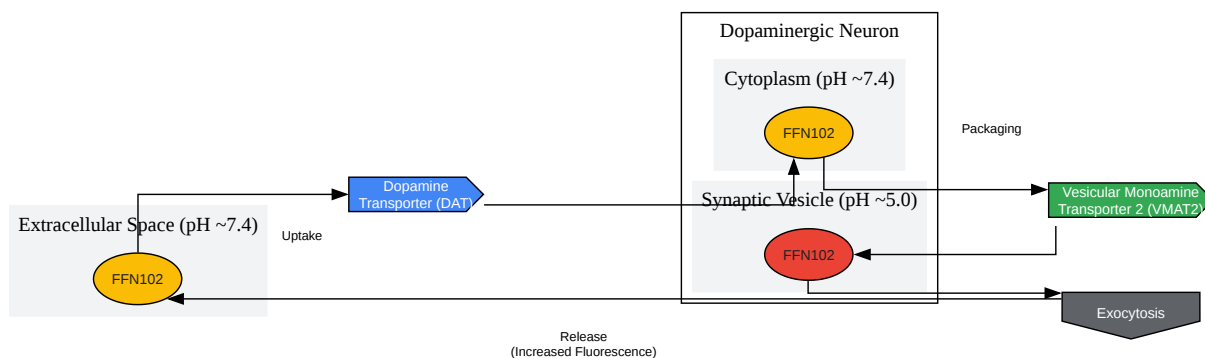 Dopaminergic Neuron
Cytoplasm (pH ~7.4)
FFN102
Packaging
Dopamine
Transporter (DAT)
Vesicular Monoamine
Transporter 2 (VMAT2)
Synaptic Vesicle (pH ~5.0)
Extracellular Space (pH ~7.4)
Uptake
FFN102
FFN102
Exocytosis
Release
(Increased Fluorescence)